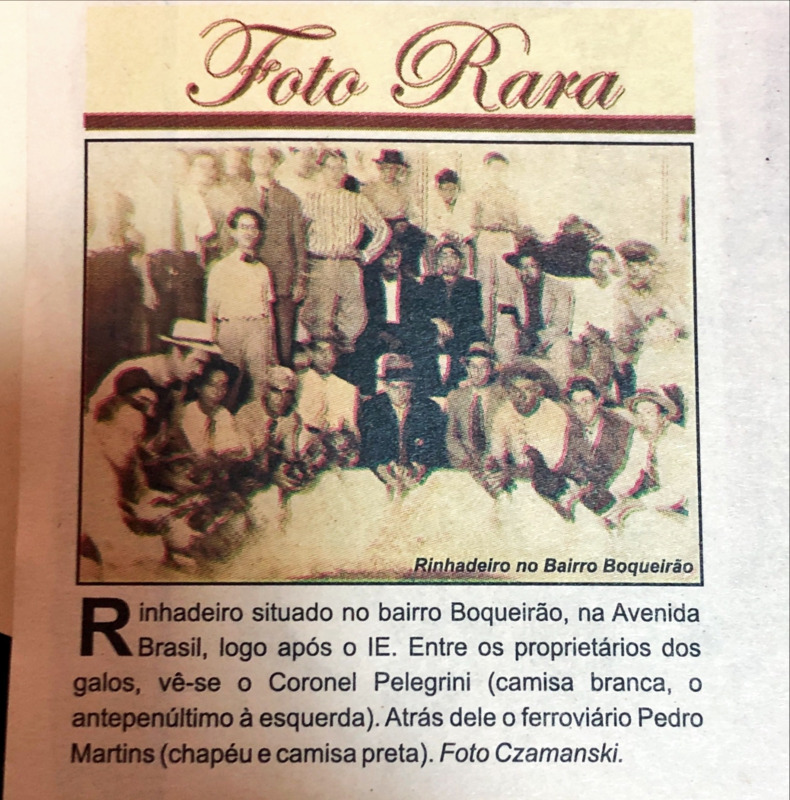 Foto Rara
Rinhadeiro no Bairro Boqueirão
Rinhadeiro situado no bairro Boqueirão, na Avenida
Brasil, logo após o IE. Entre os proprietários dos
galos, vê-se o Coronel Pelegrini (camisa branca, o
antepenúltimo à esquerda). Atrás dele o ferroviário Pedro
Martins (chapéu e camisa preta). Foto Czamanski.